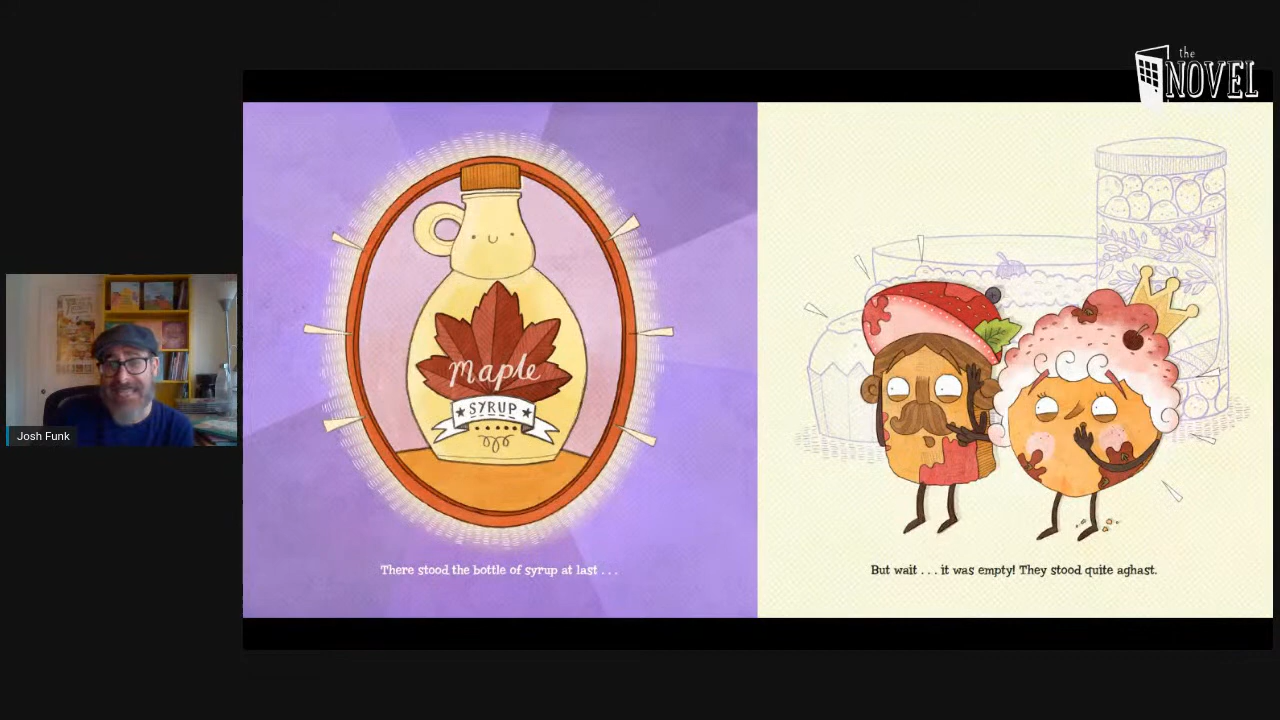 the
NOVEL
Maple
SYRUP
There stood the bottle of syrup at last . . .
But wait . . . it was empty! They stood quite aghast.
Josh Funk